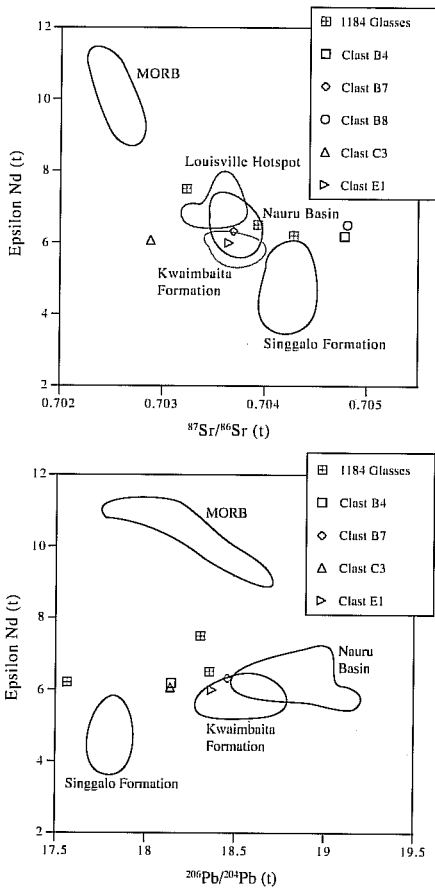 12
10
8
6
4
2
Epsilon Nd (t)
MORB
Louisville Hotspot
Nauru Basin
Kwaimbaita
Formation
Singgalo Formation
1184 Glasses
Clast B4
Clast B7
Clast B8
Clast C3
Clast E1
0.702
0.703
0.704
0.705
⁸⁷Sr/⁸⁶Sr (t)
12
10
8
6
4
2
Epsilon Nd (t)
MORB
Nauru
Basin
Kwaimbaita
Formation
Singgalo Formation
1184 Glasses
Clast B4
Clast B7
Clast C3
Clast E1
17.5
18
18.5
19
19.5
²⁰⁶Pb/²⁰⁴Pb (t)